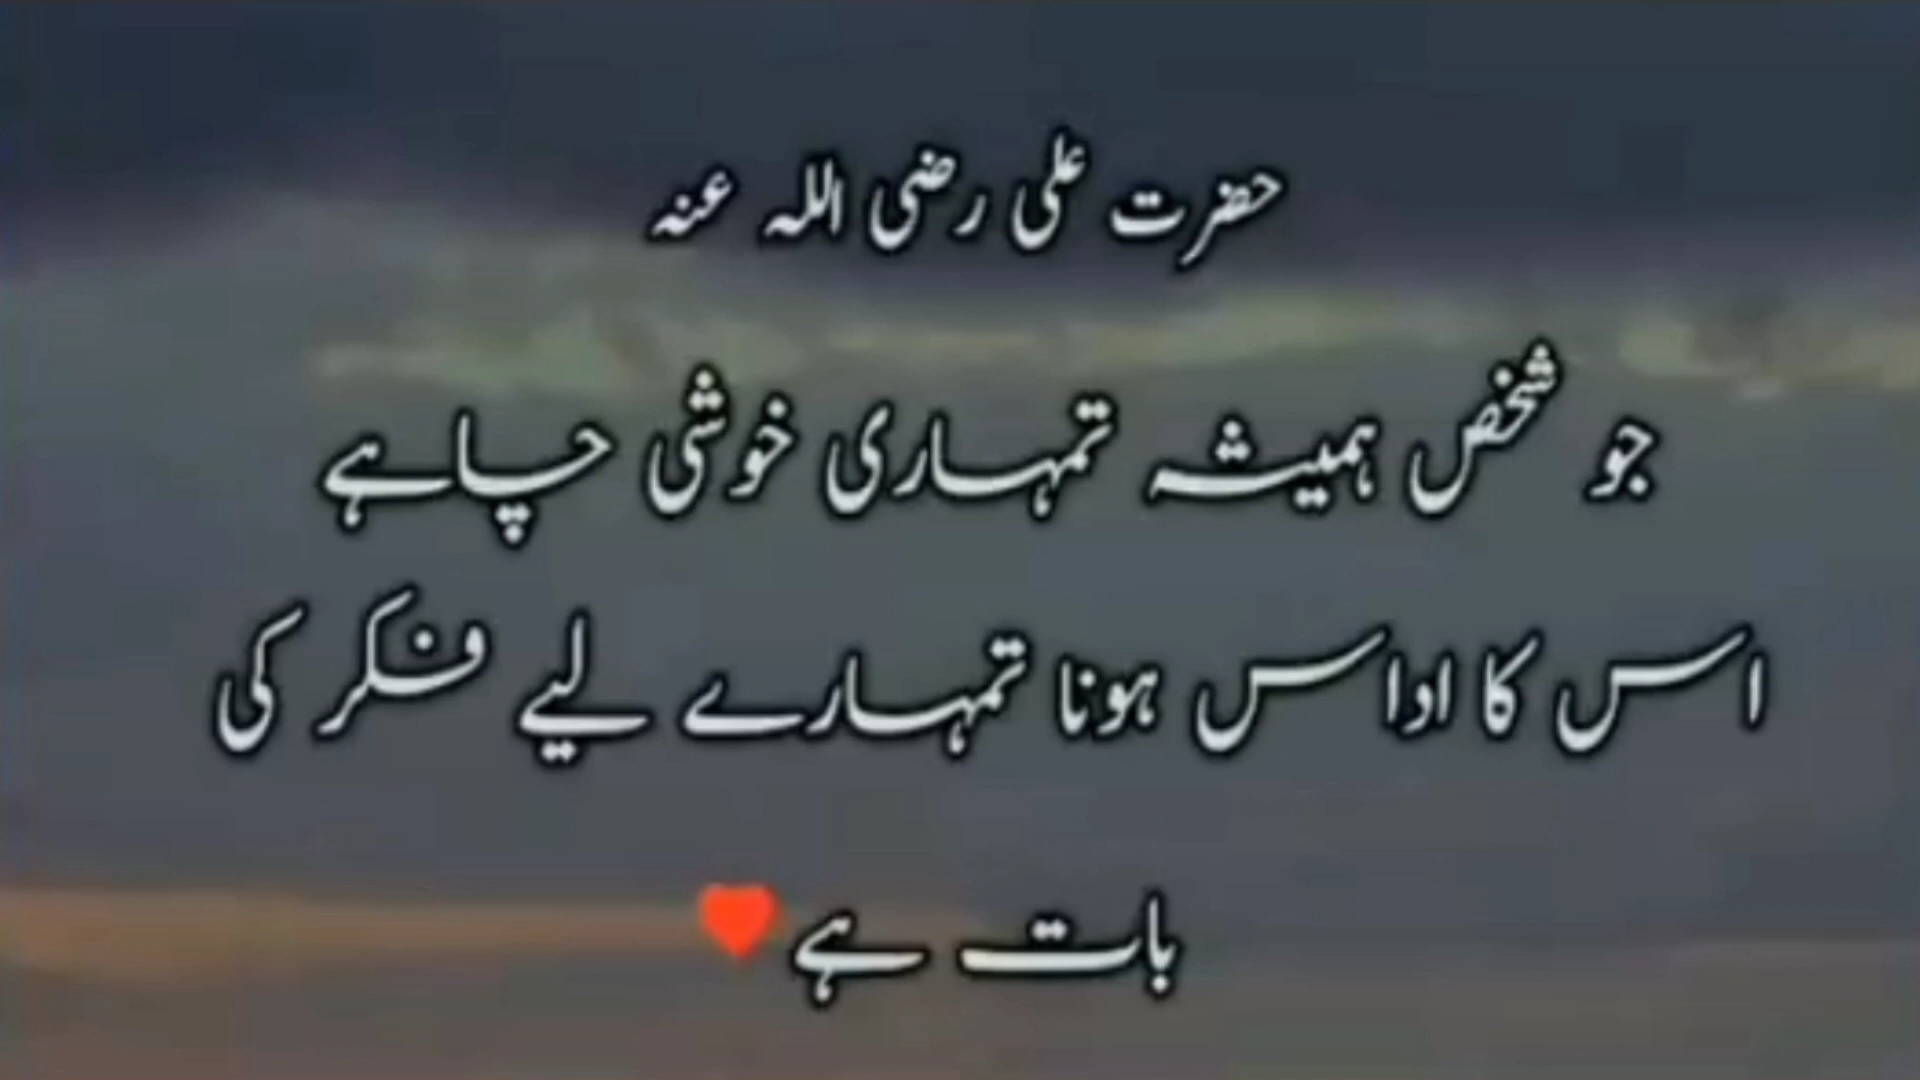 حضرت علی رضی اللہ عنہ
جو شخص ہمیشہ تمہاری خوشی چاہے
اس کا اداس ہونا تمہارے لیے فکر کی
بات ہے❤️